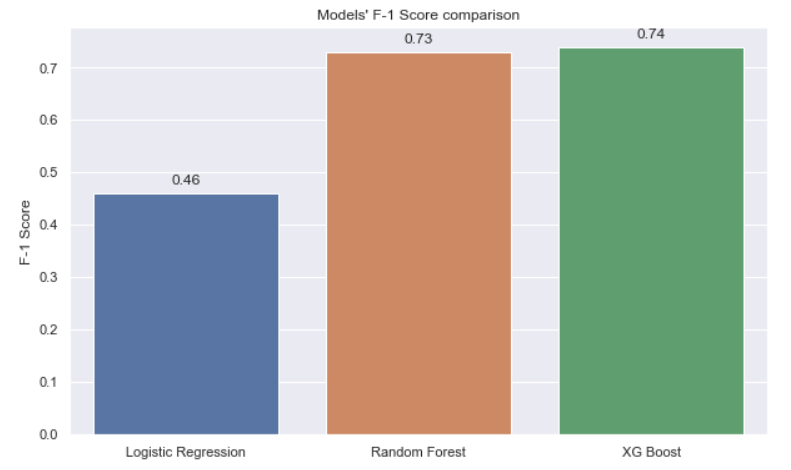 Models' F-1 Score comparison
0.74
0.73
0.7
0.6
0.5
0.46
0.4
0.3
0.2
0.1
0.0
F-1 Score
Logistic Regression
Random Forest
XG Boost